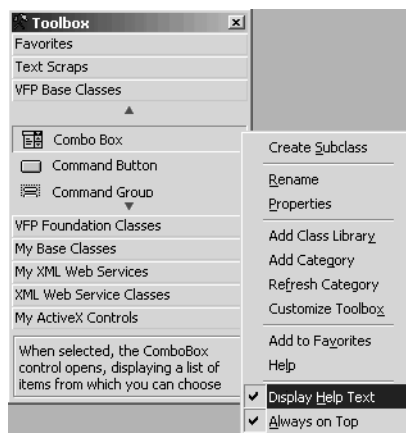 Toolbox
Favorites
Text Scraps
VFP Base Classes
Combo Box
Command Button
Command Group
VFP Foundation Classes
My Base Classes
My XML Web Services
XML Web Service Classes
My ActiveX Controls
When selected, the ComboBox
control opens, displaying a list of
items from which you can choose
Create Subclass
Rename
Properties
Add Class Library
Add Category
Refresh Category
Customize Toolbox
Add to Favorites
Help
Display Help Text
Always on Top